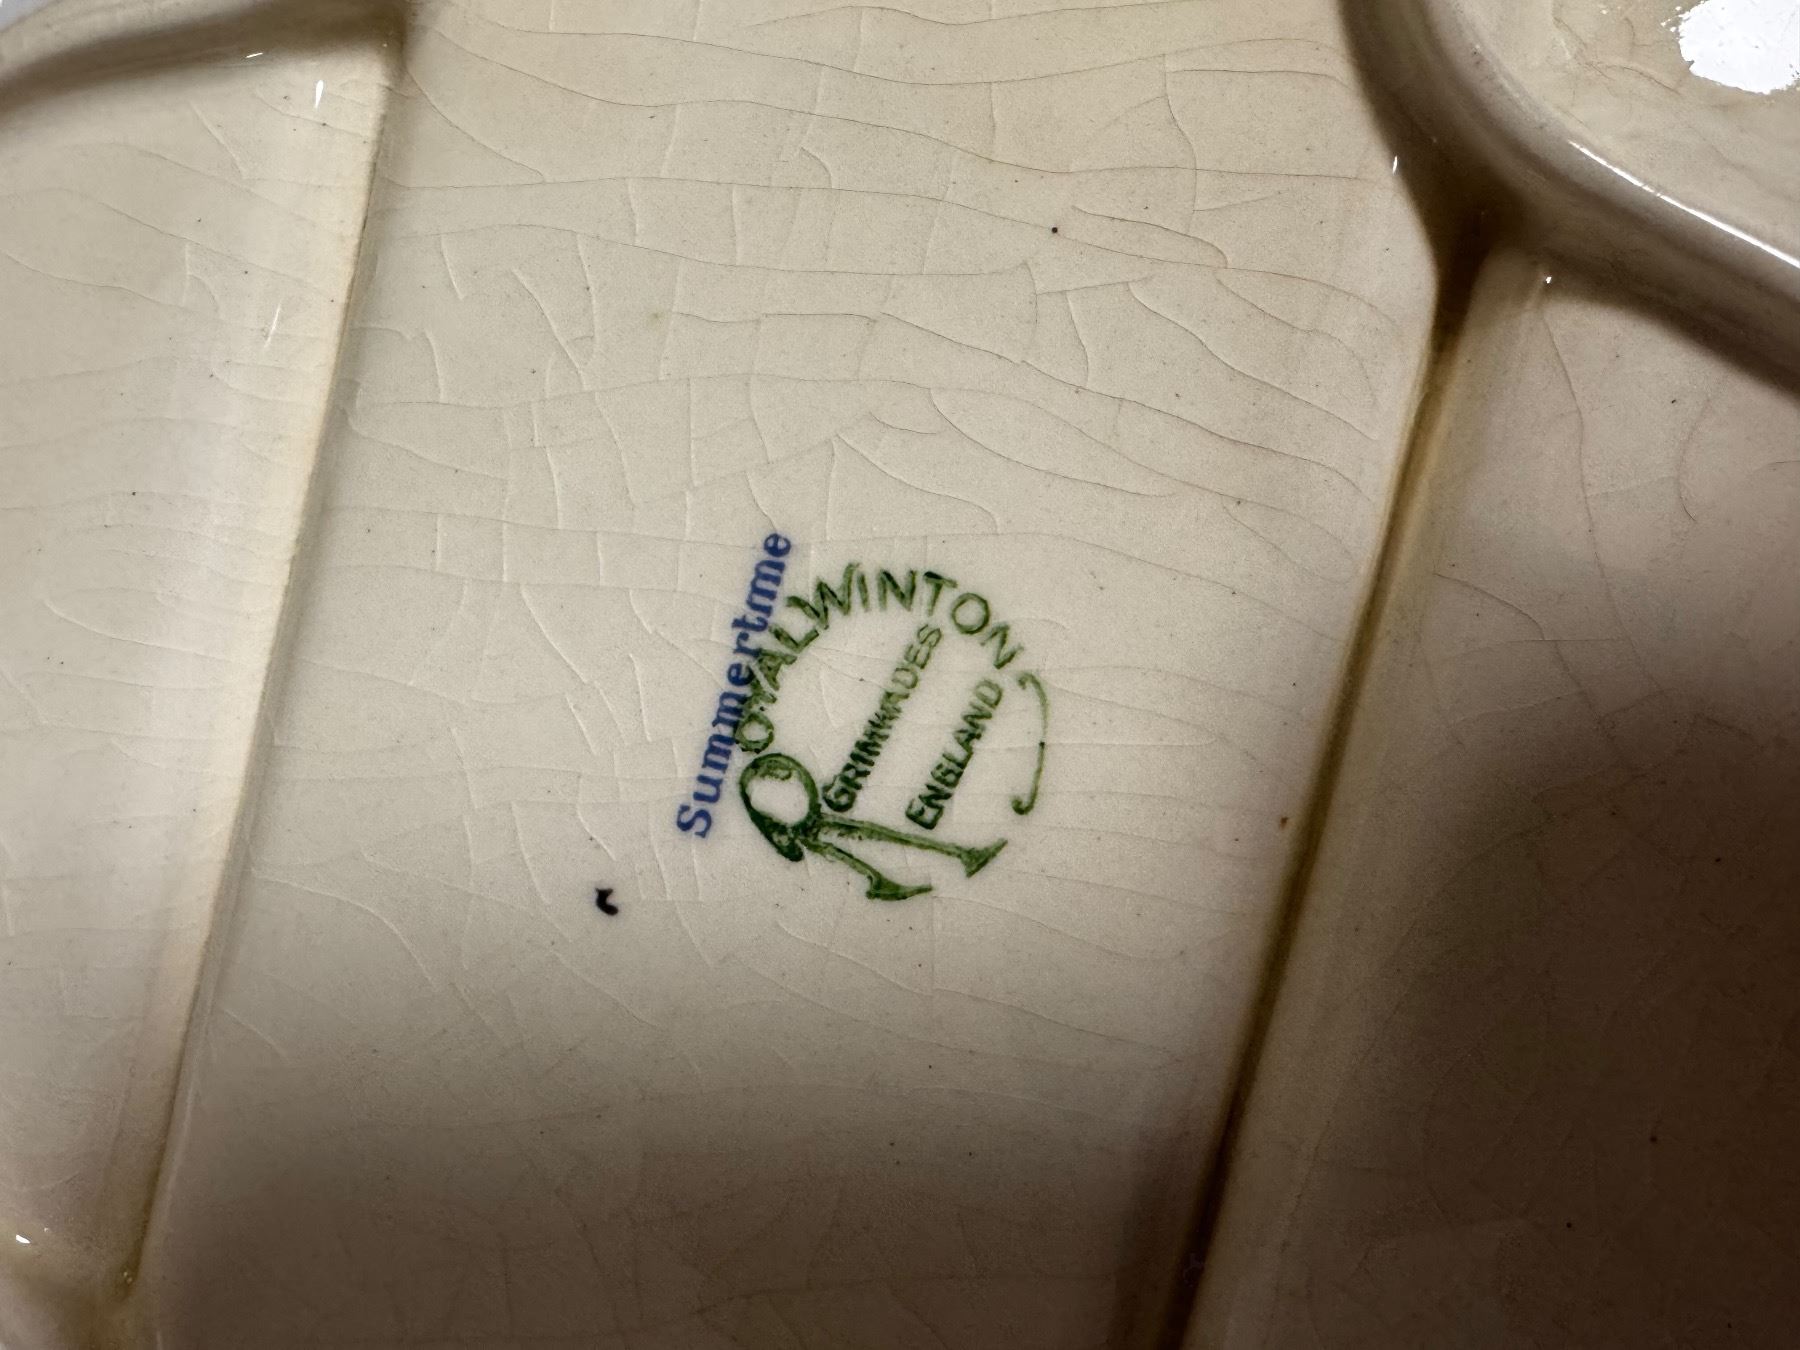 Summertime
ROYAL WINTON
GRIMWADES
ENGLAND